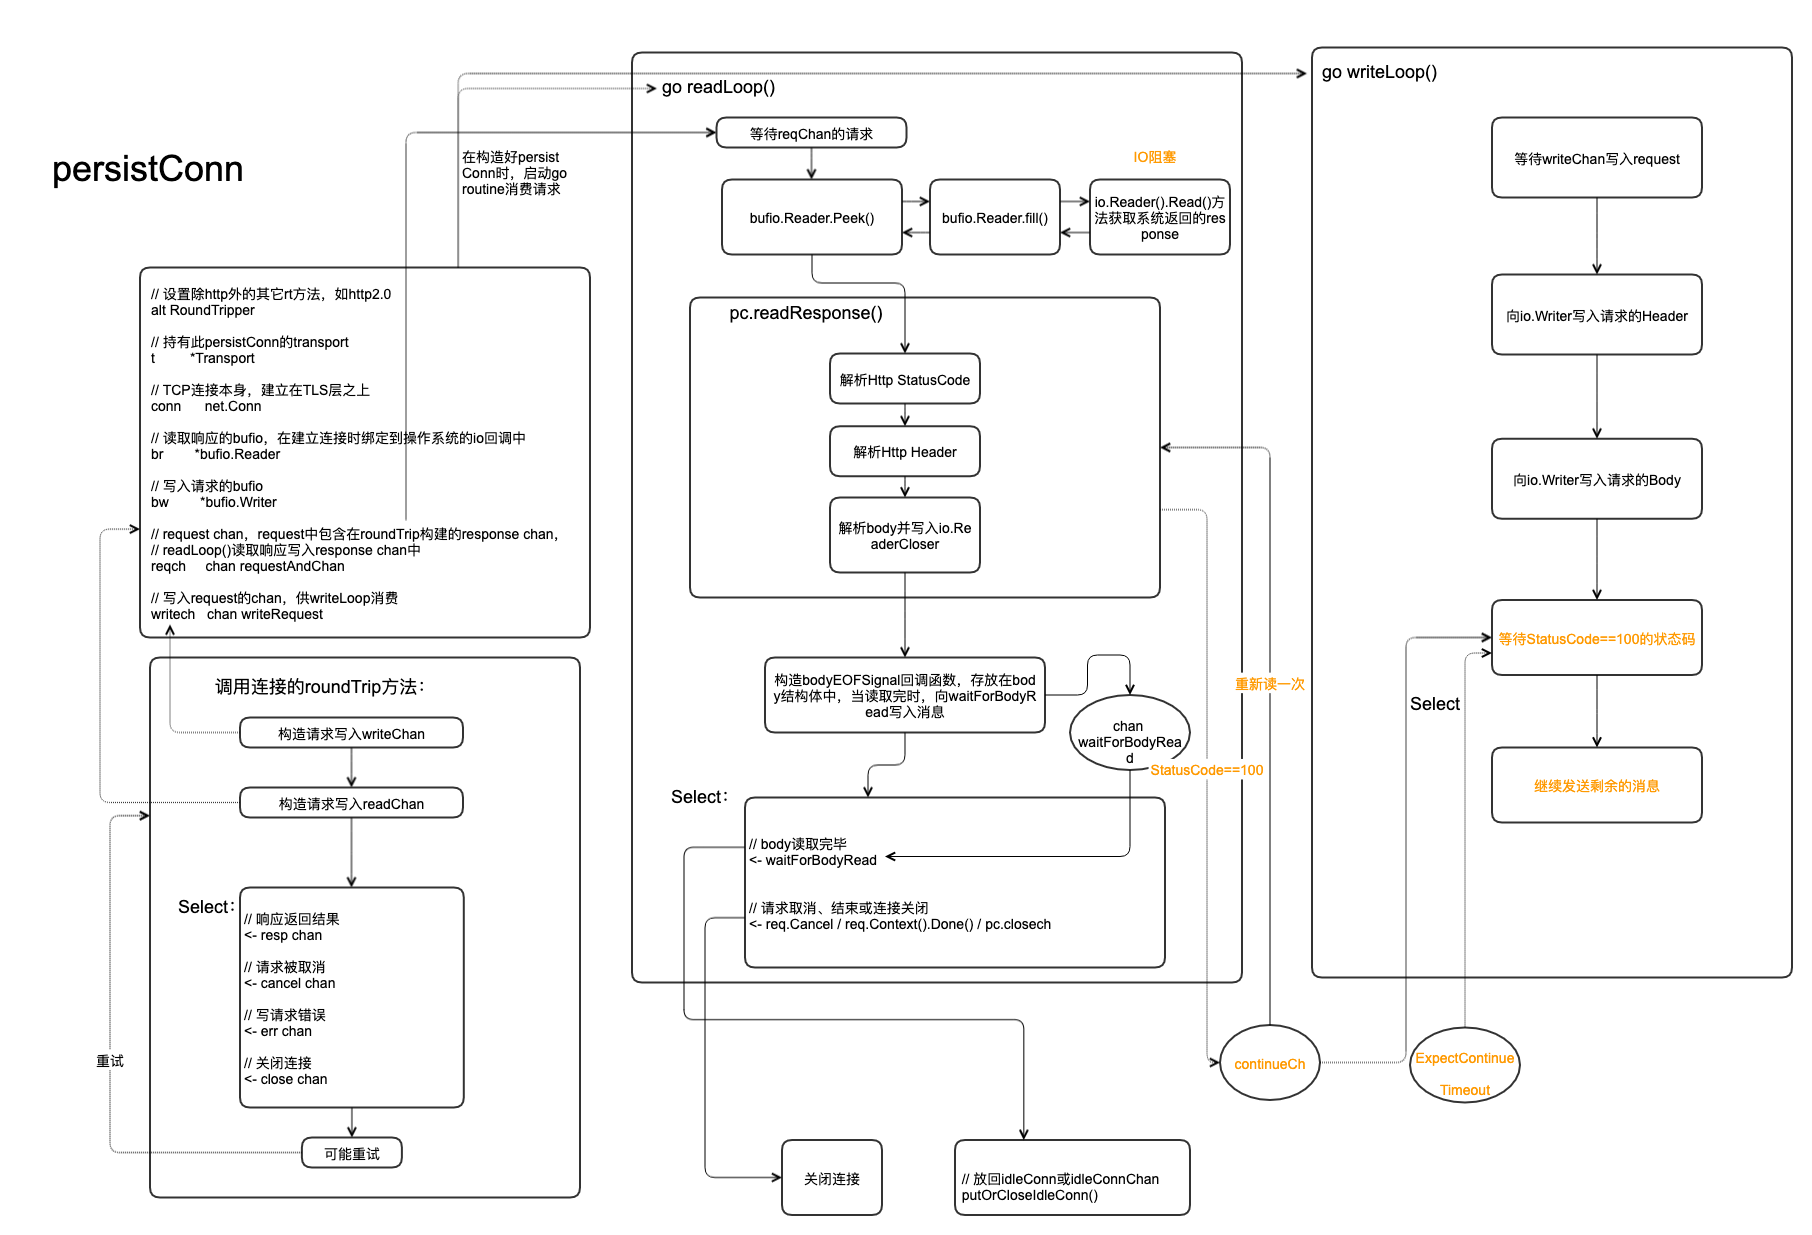 persistConn
在构造好persist
Conn时，启动go
routine消费请求
// 设置除http外的其它rt方法，如http2.0
alt RoundTripper
// 持有此persistConn的transport
t *Transport
// TCP连接本身，建立在TLS层之上
conn net.Conn
// 读取响应的bufio，在建立连接时绑定到操作系统的io回调中
br *bufio.Reader
// 写入请求的bufio
bw *bufio.Writer
// request chan，request中包含在roundTrip构建的response chan，
// readLoop()读取响应写入response chan中
reqch chan requestAndChan
// 写入request的chan，供writeLoop消费
writech chan writeRequest
调用连接的roundTrip方法：
构造请求写入writeChan
构造请求写入readChan
Select：
// 响应返回结果
<- resp chan
// 请求被取消
<- cancel chan
// 写请求错误
<- err chan
// 关闭连接
<- close chan
重试
可能重试
go readLoop()
等待reqChan的请求
IO阻塞
bufio.Reader.Peek()
bufio.Reader.fill()
io.Reader().Read()方
法获取系统返回的res
ponse
pc.readResponse()
解析Http StatusCode
解析Http Header
解析body并写入io.Re
aderCloser
构造bodyEOFSignal回调函数，存放在bod
y结构体中，当读取完时，向waitForBodyR
ead写入消息
chan
waitForBodyRea
d
StatusCode==100
重新读一次
Select：
// body读取完毕
<- waitForBodyRead
// 请求取消、结束或连接关闭
<- req.Cancel / req.Context().Done() / pc.closech
关闭连接
// 放回idleConn或idleConnChan
putOrCloseIdleConn()
continueCh
ExpectContinue
Timeout
go writeLoop()
等待writeChan写入request
向io.Writer写入请求的Header
向io.Writer写入请求的Body
等待StatusCode==100的状态码
Select
继续发送剩余的消息